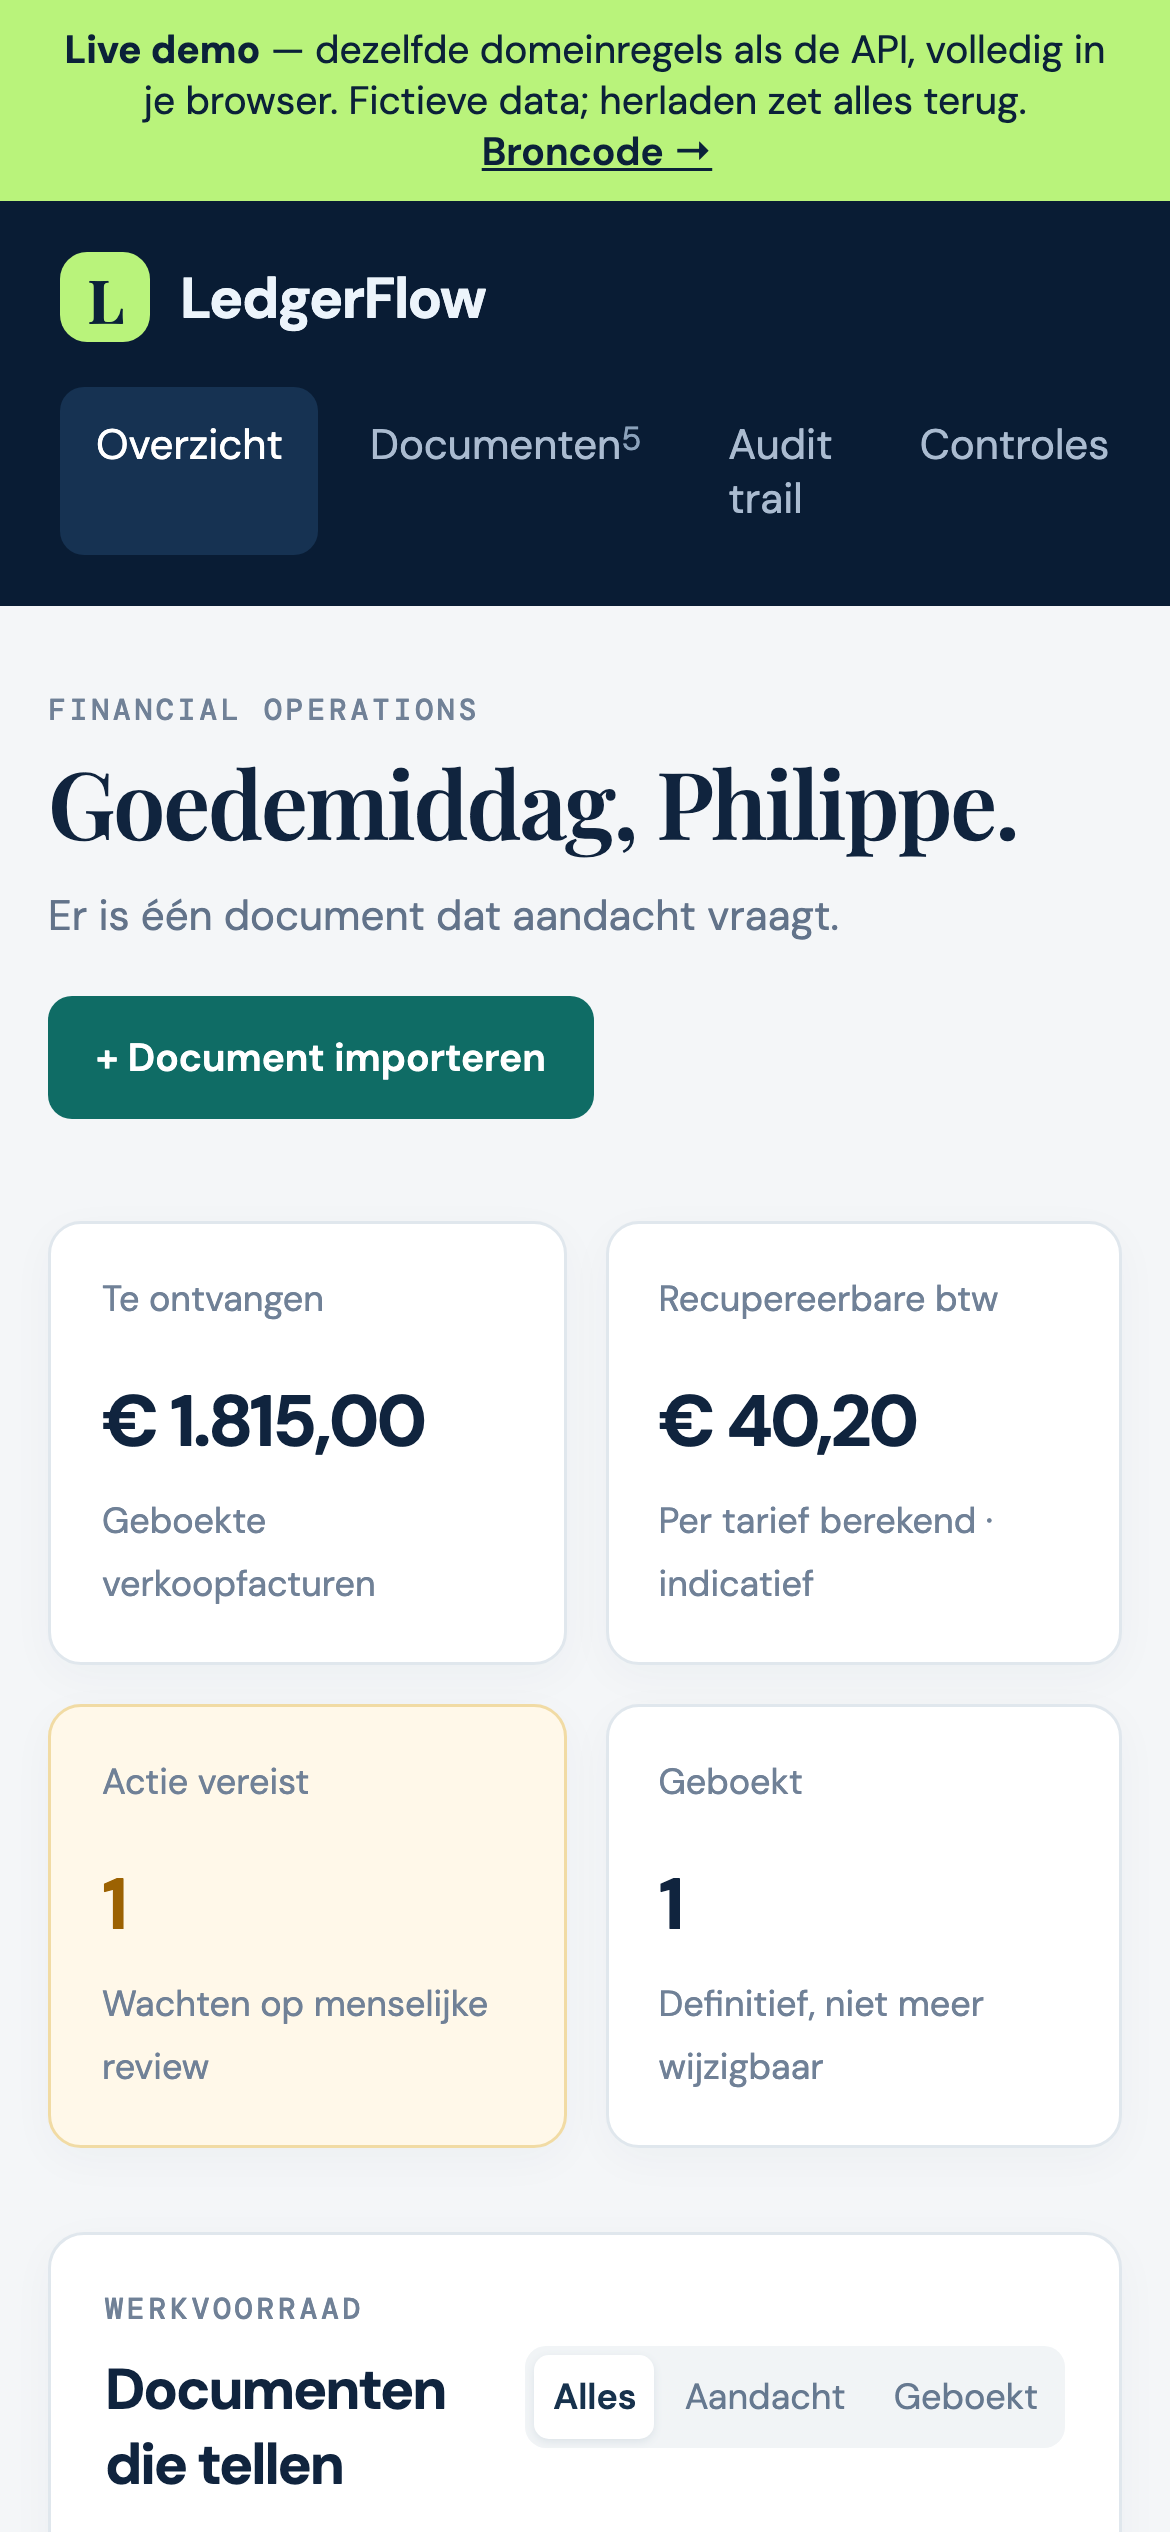 Live demo — dezelfde domeinregels als de API, volledig in
je browser. Fictieve data; herladen zet alles terug.
Broncode →
L LedgerFlow
Overzicht Documenten5 Audit Controles
trail
FINANCIAL OPERATIONS
Goedemiddag, Philippe.
Er is één document dat aandacht vraagt.
+ Document importeren
Te ontvangen
€ 1.815,00
Geboekte
verkoopfacturen
Recupereerbare btw
€ 40,20
Per tarief berekend ·
indicatief
Actie vereist
1
Wachten op menselijke
review
Geboekt
1
Definitief, niet meer
wijzigbaar
WERKVOORRAAD
Documenten
die tellen
Alles Aandacht Geboekt